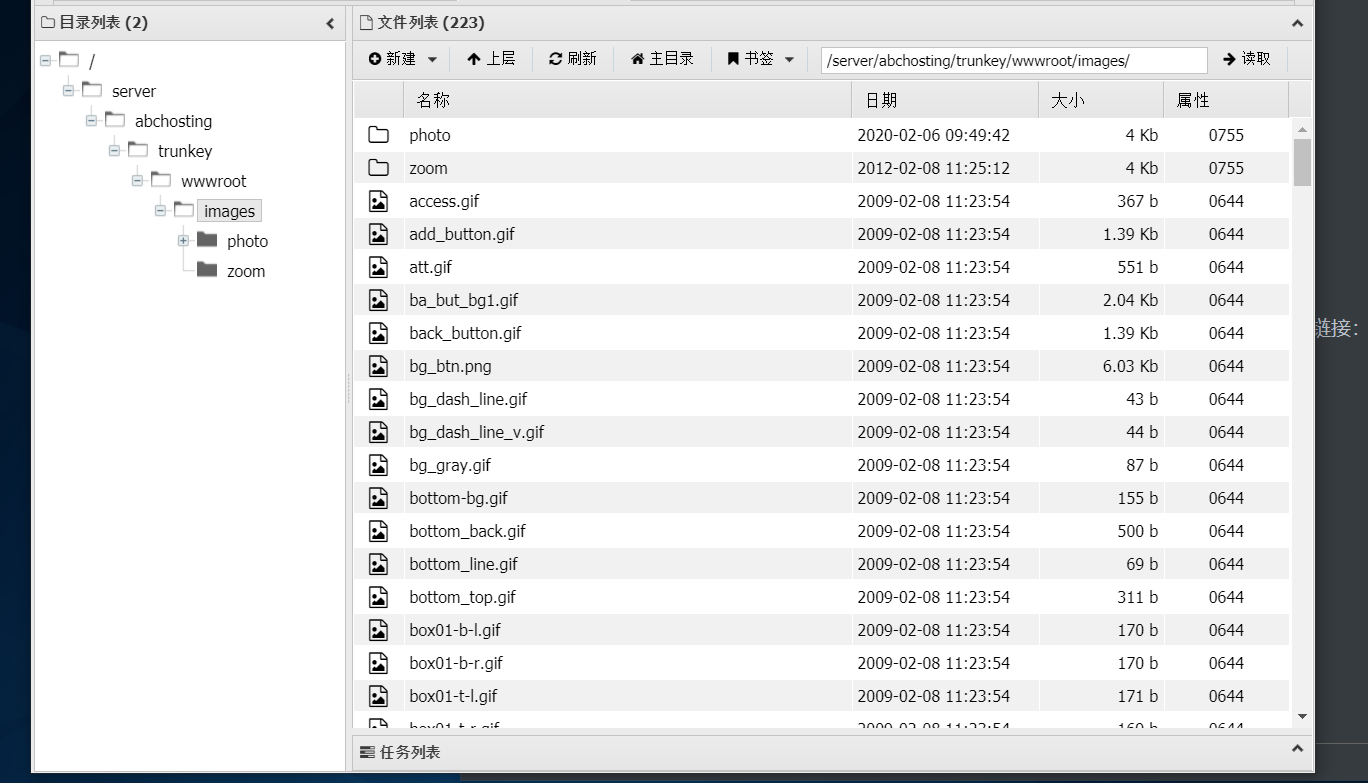 目录列表 (2)
/
server
abchosting
trunkey
wwwroot
images
photo
zoom
文件列表 (223)
新建 上层 刷新 主目录 书签 /server/abchosting/trunkey/wwwroot/images/ 读取
名称 日期 大小 属性
photo 2020-02-06 09:49:42 4 Kb 0755
zoom 2012-02-08 11:25:12 4 Kb 0755
access.gif 2009-02-08 11:23:54 367 b 0644
add_button.gif 2009-02-08 11:23:54 1.39 Kb 0644
att.gif 2009-02-08 11:23:54 551 b 0644
ba_but_bg1.gif 2009-02-08 11:23:54 2.04 Kb 0644
back_button.gif 2009-02-08 11:23:54 1.39 Kb 0644
bg_btn.png 2009-02-08 11:23:54 6.03 Kb 0644
bg_dash_line.gif 2009-02-08 11:23:54 43 b 0644
bg_dash_line_v.gif 2009-02-08 11:23:54 44 b 0644
bg_gray.gif 2009-02-08 11:23:54 87 b 0644
bottom-bg.gif 2009-02-08 11:23:54 155 b 0644
bottom_back.gif 2009-02-08 11:23:54 500 b 0644
bottom_line.gif 2009-02-08 11:23:54 69 b 0644
bottom_top.gif 2009-02-08 11:23:54 311 b 0644
box01-b-l.gif 2009-02-08 11:23:54 170 b 0644
box01-b-r.gif 2009-02-08 11:23:54 170 b 0644
box01-t-l.gif 2009-02-08 11:23:54 171 b 0644
box01-t-r.gif 2009-02-08 11:23:54 169 b 0644
任务列表
链接：